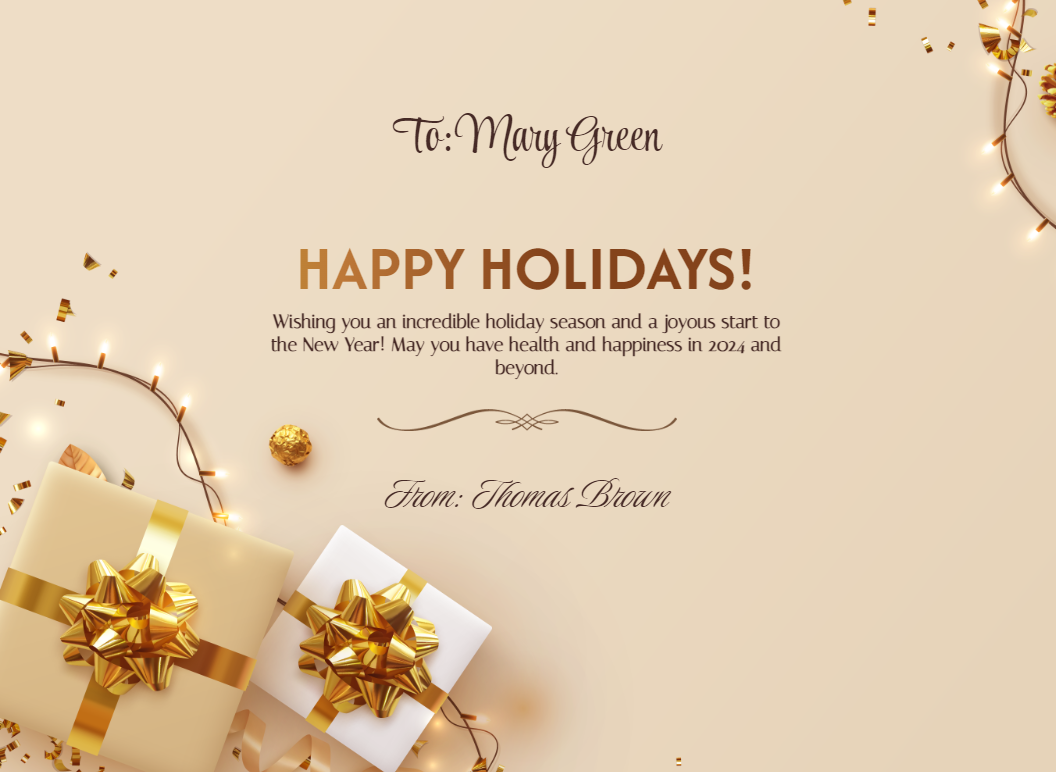 To: Mary Green
HAPPY HOLIDAYS!
Wishing you an incredible holiday season and a joyous start to
the New Year! May you have health and happiness in 2024 and
beyond.
From: Thomas Brown